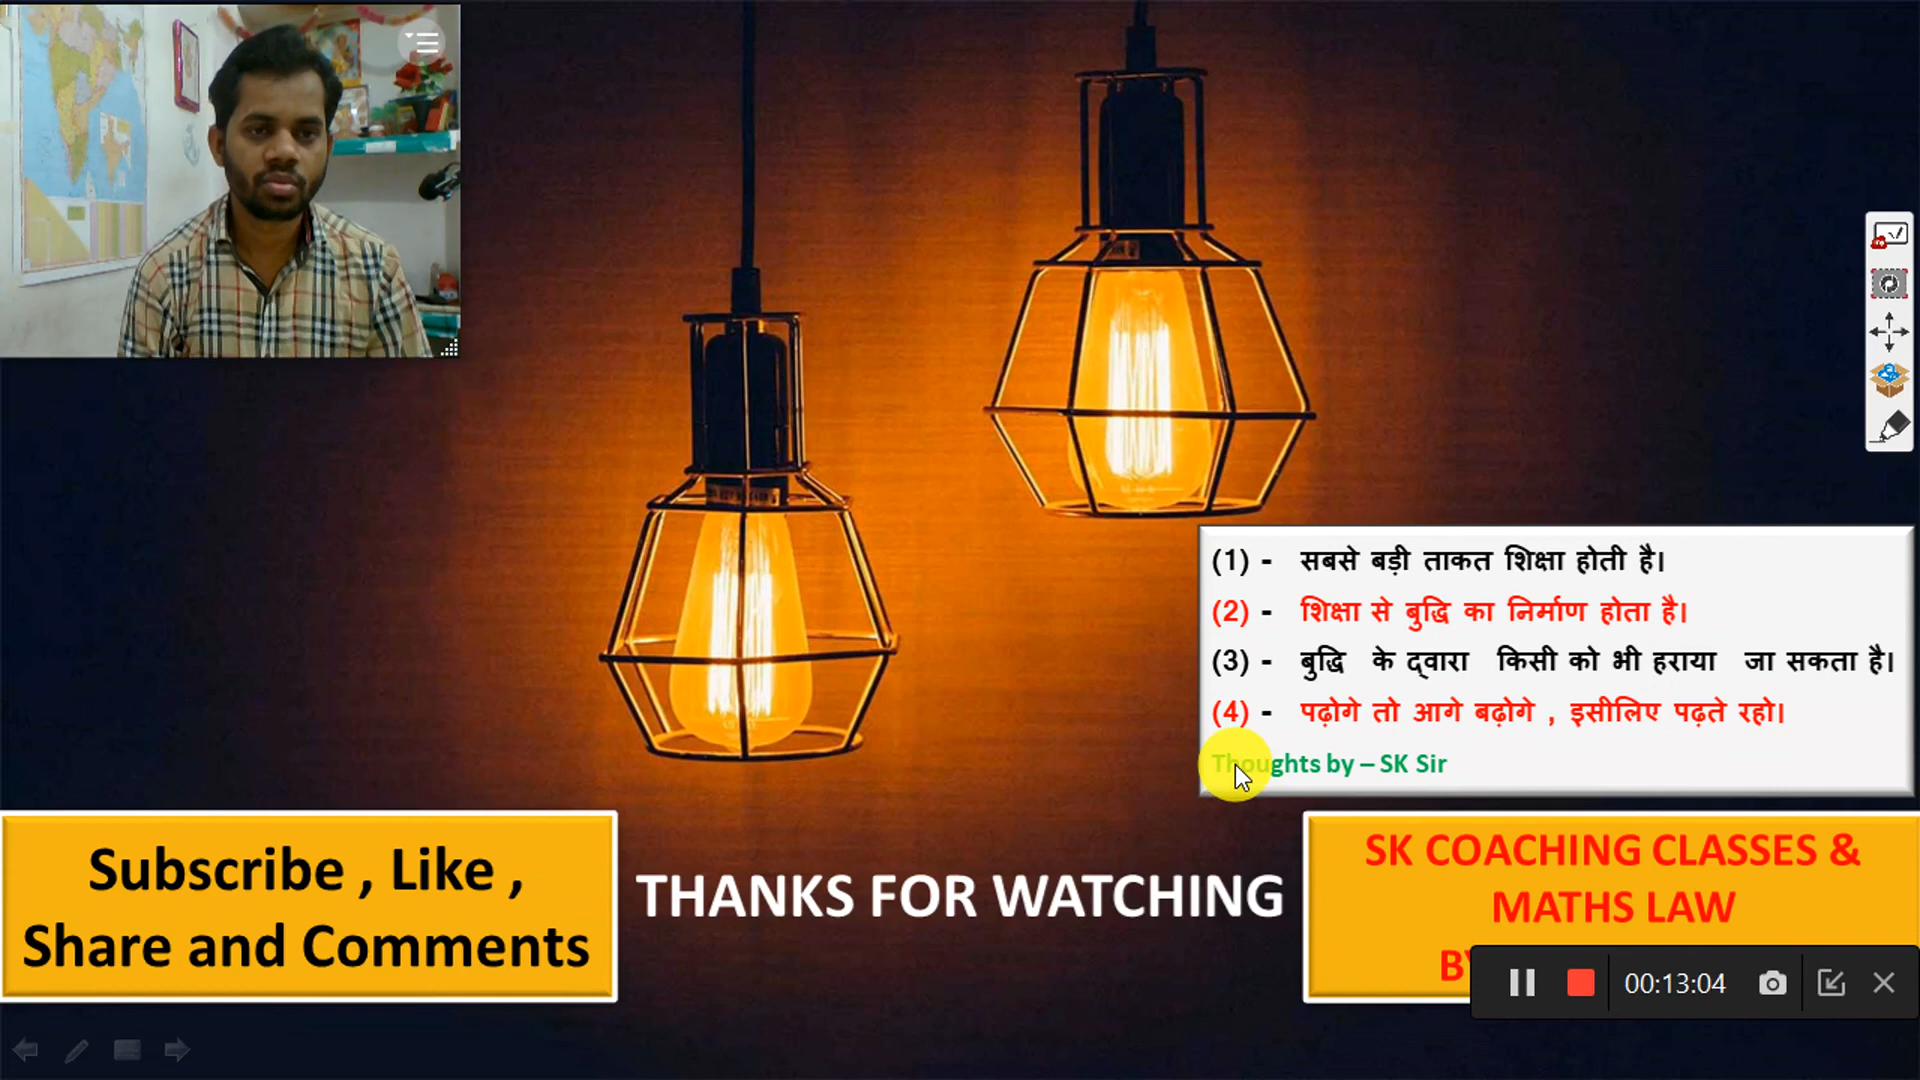 (1) - सबसे बड़ी ताकत शिक्षा होती है।
(2) - शिक्षा से बुद्धि का निर्माण होता है।
(3) - बुद्धि के द्वारा किसी को भी हराया जा सकता है।
(4) - पढ़ोगे तो आगे बढ़ोगे , इसीलिए पढ़ते रहो।
Thoughts by – SK Sir
Subscribe , Like ,
Share and Comments
THANKS FOR WATCHING
SK COACHING CLASSES &
MATHS LAW
00:13:04